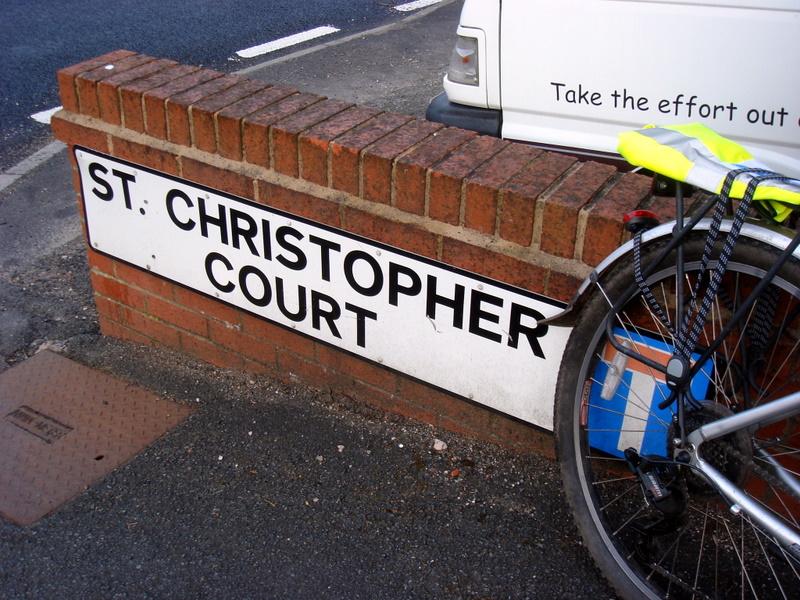 ST. CHRISTOPHER
COURT
Take the effort out